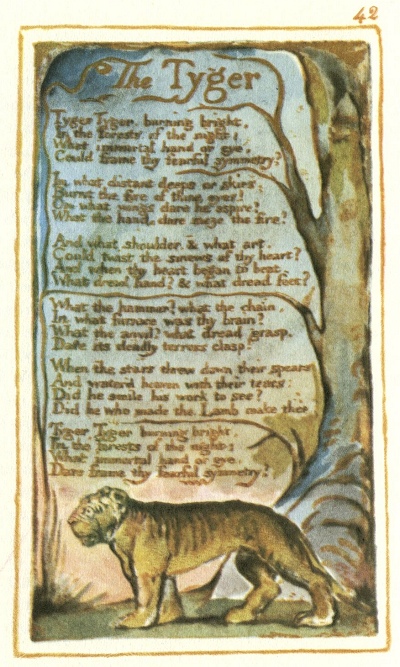 42
The Tyger
Tyger Tyger, burning bright,
In the forests of the night;
What immortal hand or eye,
Could frame thy fearful symmetry?
In what distant deeps or skies,
Burnt the fire of thine eyes?
On what wings dare he aspire?
What the hand, dare sieze the fire?
And what shoulder, & what art,
Could twist the sinews of thy heart?
And when thy heart began to beat,
What dread hand? & what dread feet?
What the hammer? what the chain,
In what furnace was thy brain?
What the anvil? what dread grasp,
Dare its deadly terrors clasp!
When the stars threw down their spears
And water'd heaven with their tears:
Did he smile his work to see?
Did he who made the Lamb make thee
Tyger Tyger burning bright,
In the forests of the night:
What immortal hand or eye,
Dare frame thy fearful symmetry?